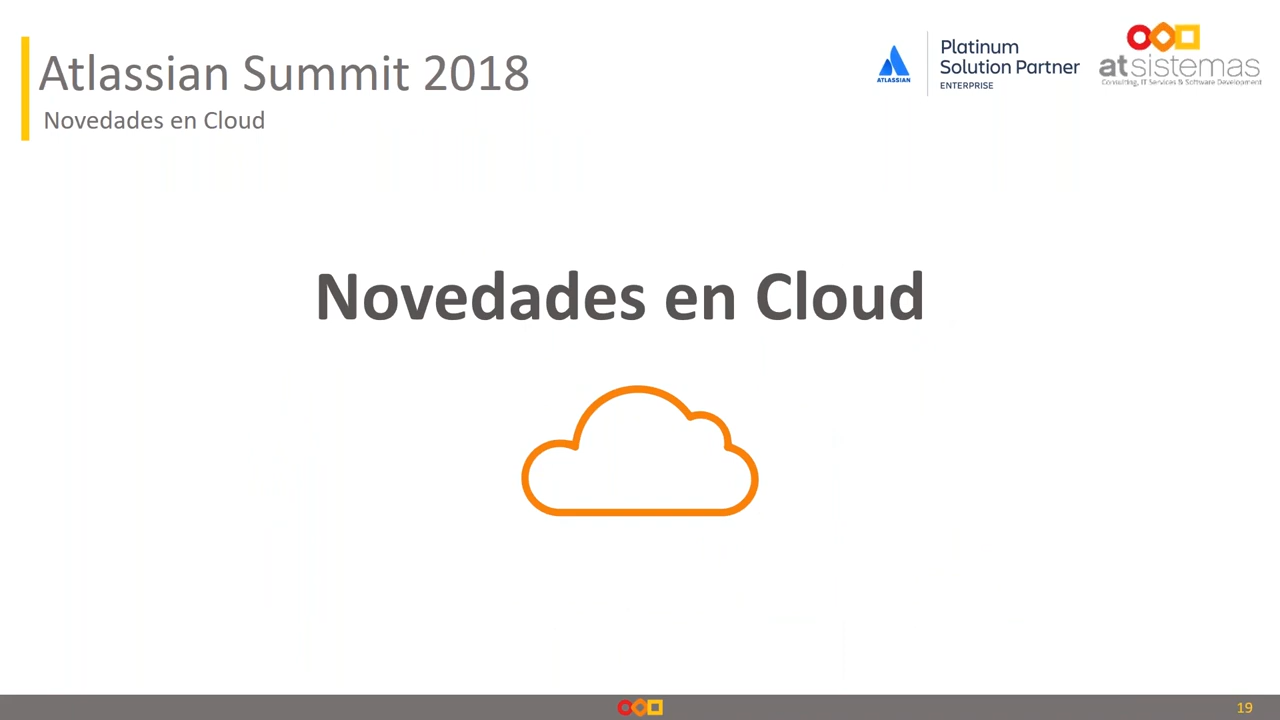 Atlassian Summit 2018
Novedades en Cloud
ATLASSIAN
Platinum
Solution Partner
ENTERPRISE
atsistemas
Consulting, IT Services & Software Development
Novedades en Cloud
19